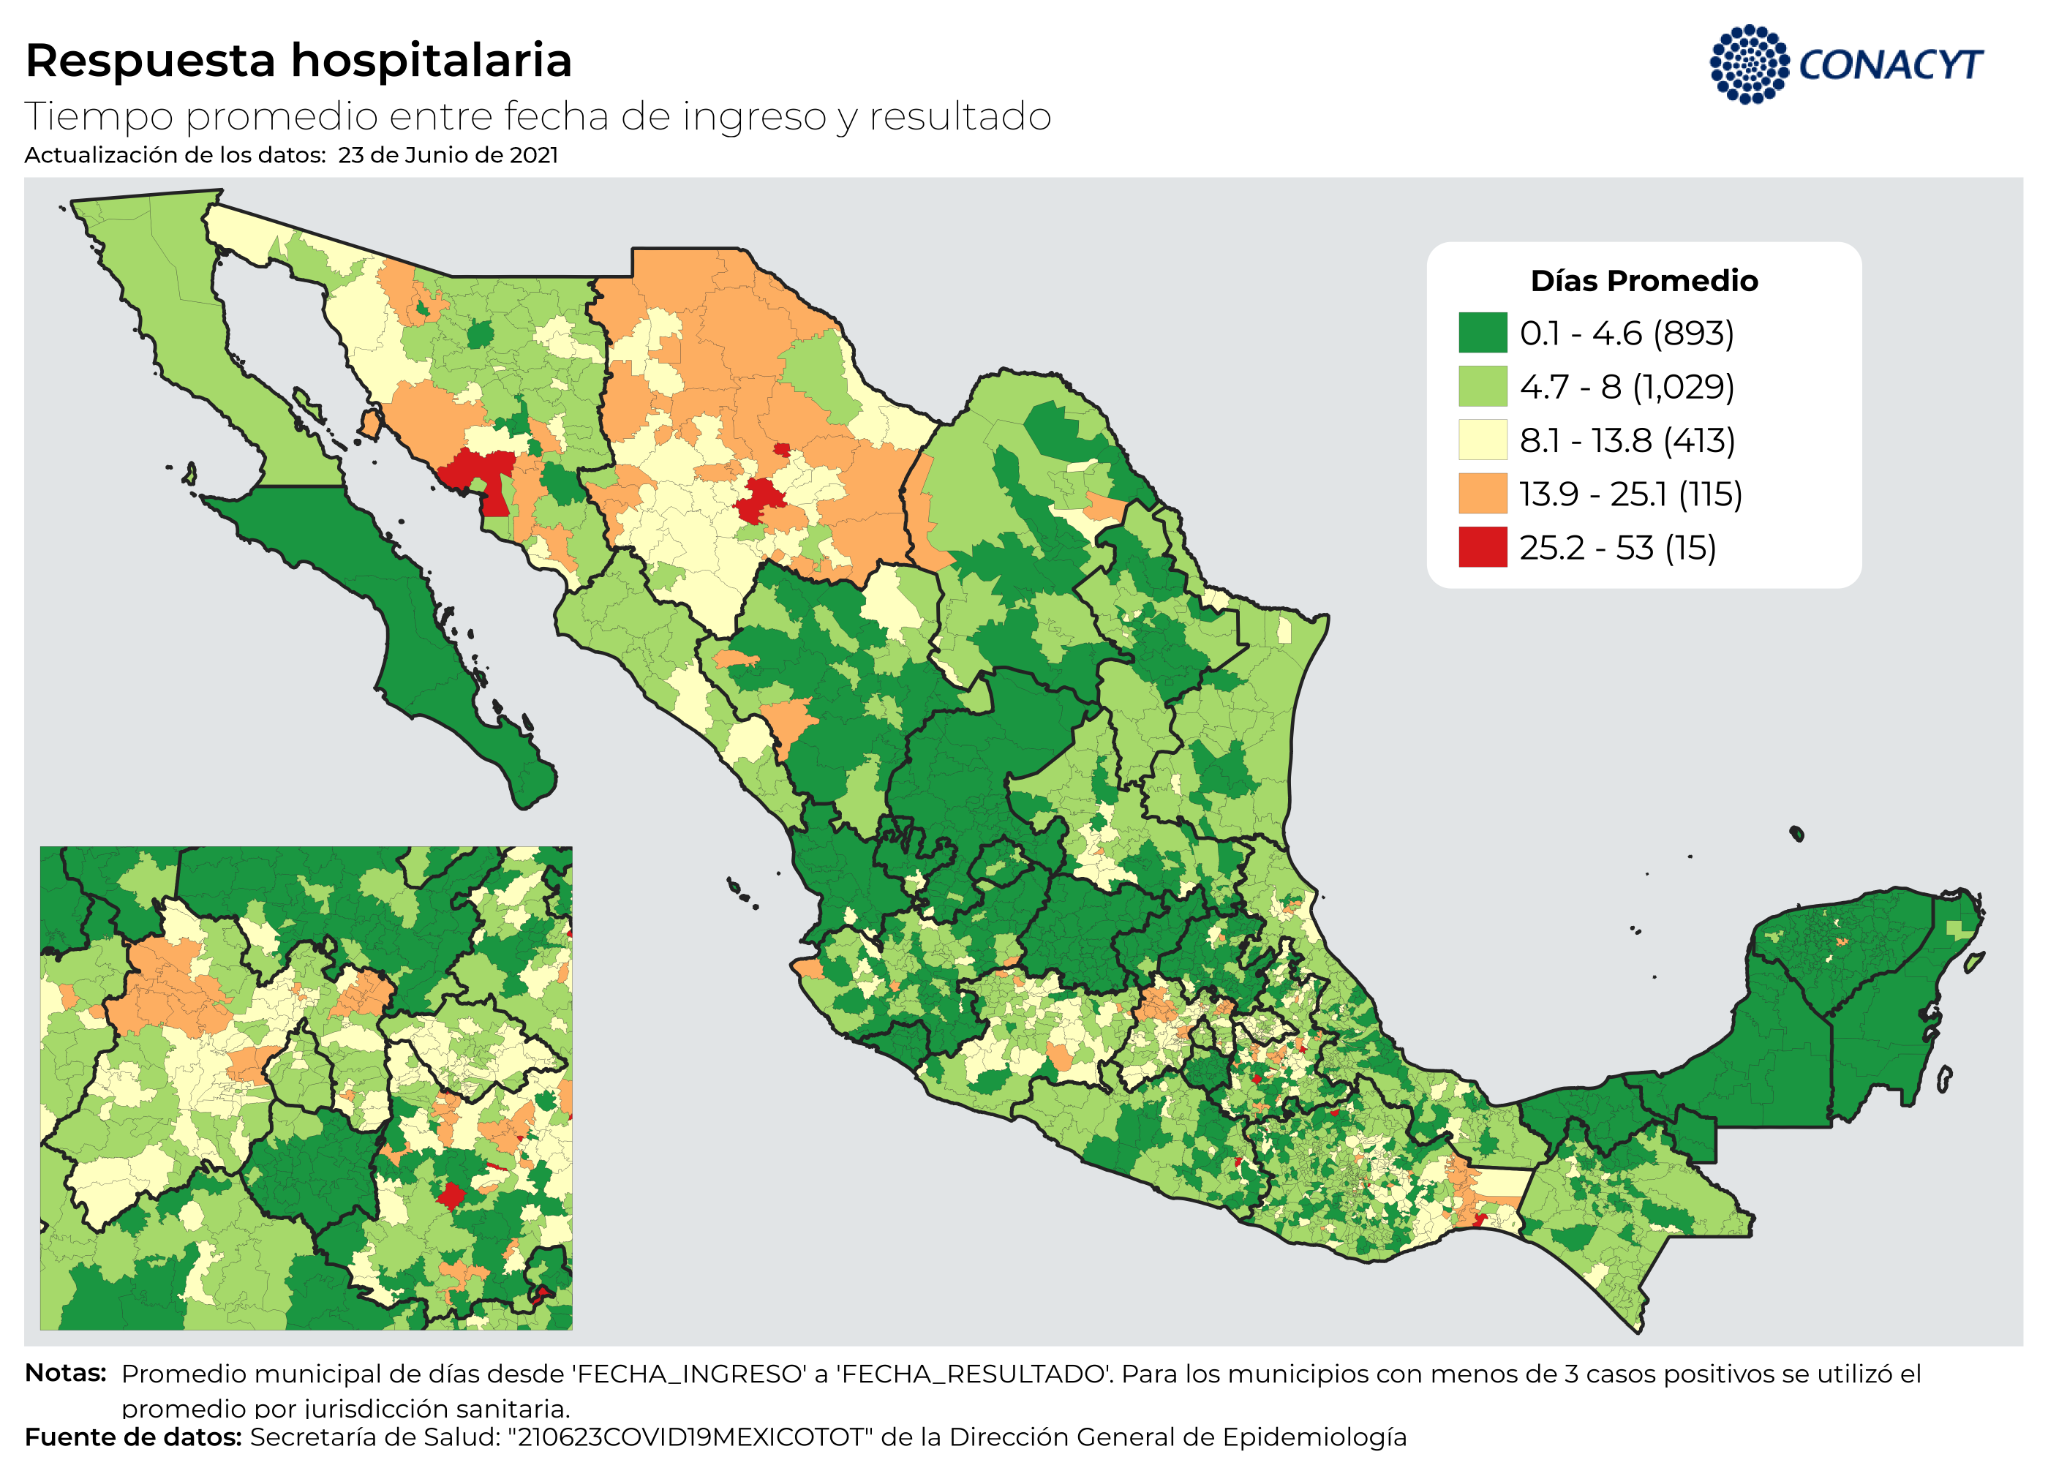 Respuesta hospitalaria
CONACYT
Tiempo promedio entre fecha de ingreso y resultado
Actualización de los datos: 23 de Junio de 2021
Días Promedio
0.1 - 4.6 (893)
4.7 - 8 (1,029)
8.1 - 13.8 (413)
13.9 - 25.1 (115)
25.2 - 53 (15)
Notas: Promedio municipal de días desde 'FECHA_INGRESO' a 'FECHA_RESULTADO'. Para los municipios con menos de 3 casos positivos se utilizó el
promedio por jurisdicción sanitaria.
Fuente de datos: Secretaría de Salud: "210623COVID19MEXICOTOT" de la Dirección General de Epidemiología